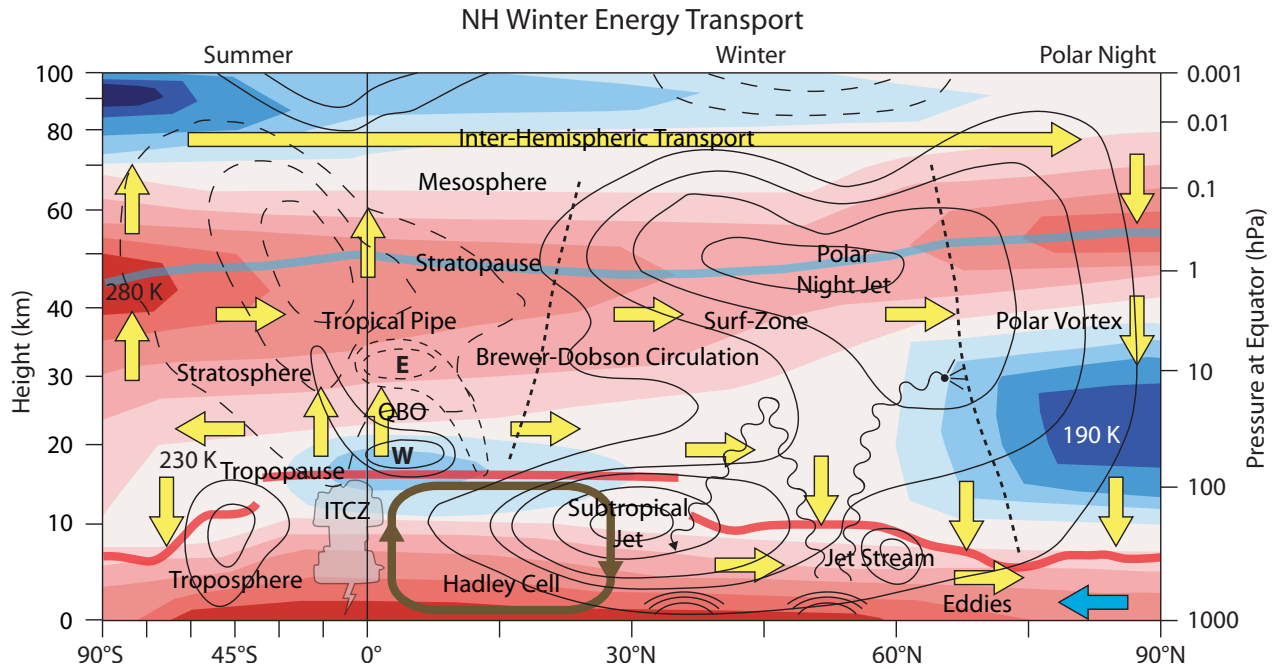 NH Winter Energy Transport
Summer
Winter
Polar Night
100
80
60
40
30
20
10
0
Height (km)
0.001
0.01
0.1
1
10
100
1000
Pressure at Equator (hPa)
Inter-Hemispheric Transport
Mesosphere
Stratopause
Polar
Night Jet
280 K
Tropical Pipe
Surf-Zone
Polar Vortex
E
Brewer-Dobson Circulation
Stratosphere
QBO
W
230 K
Tropopause
190 K
ITCZ
Subtropical
Jet
Troposphere
Hadley Cell
Jet Stream
Eddies
90°S
45°S
0°
30°N
60°N
90°N